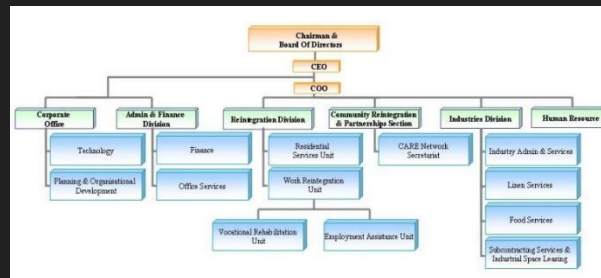 Chairman &
Board Of Directors
CEO
COO
Corporate
Office
Admin & Finance
Division
Reintegration Division
Community Reintegration
& Partnerships Section
Industries Division
Human Resource
Technology
Planning & Organisational
Development
Finance
Office Services
Residential
Services Unit
Work Reintegration
Unit
Vocational Rehabilitation
Unit
Employment Assistance Unit
CARE Network
Secretariat
Industry Admin & Services
Linen Services
Food Services
Subcontracting Services &
Industrial Space Leasing